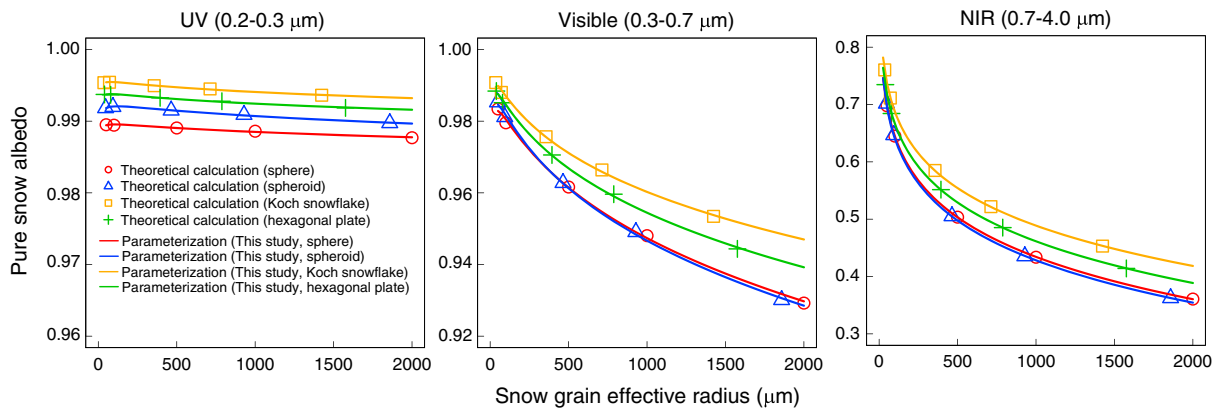 UV (0.2-0.3 μm)
Visible (0.3-0.7 μm)
NIR (0.7-4.0 μm)
Pure snow albedo
1.00
0.99
0.98
0.97
0.96
Theoretical calculation (sphere)
Theoretical calculation (spheroid)
Theoretical calculation (Koch snowflake)
Theoretical calculation (hexagonal plate)
Parameterization (This study, sphere)
Parameterization (This study, spheroid)
Parameterization (This study, Koch snowflake)
Parameterization (This study, hexagonal plate)
0 500 1000 1500 2000
1.00
0.98
0.96
0.94
0.92
0 500 1000 1500 2000
0.8
0.7
0.6
0.5
0.4
0.3
0 500 1000 1500 2000
Snow grain effective radius (μm)